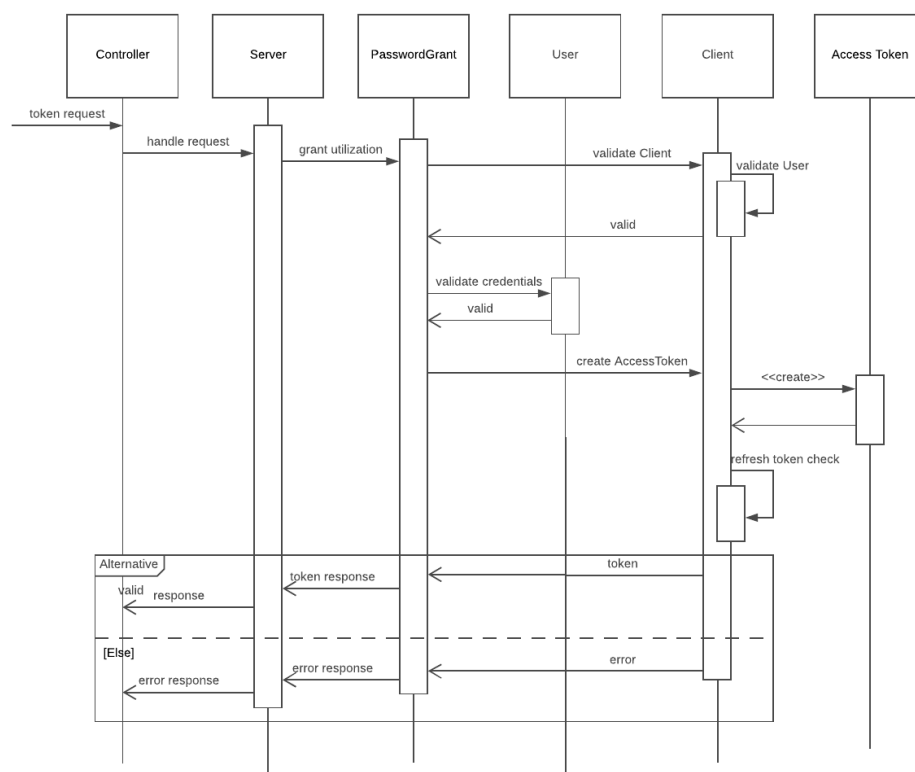 Controller
Server
PasswordGrant
User
Client
Access Token
token request
handle request
grant utilization
validate Client
validate User
valid
validate credentials
valid
create AccessToken
<<create>>
refresh token check
Alternative
token
token response
valid
response
[Else]
error
error response
error response